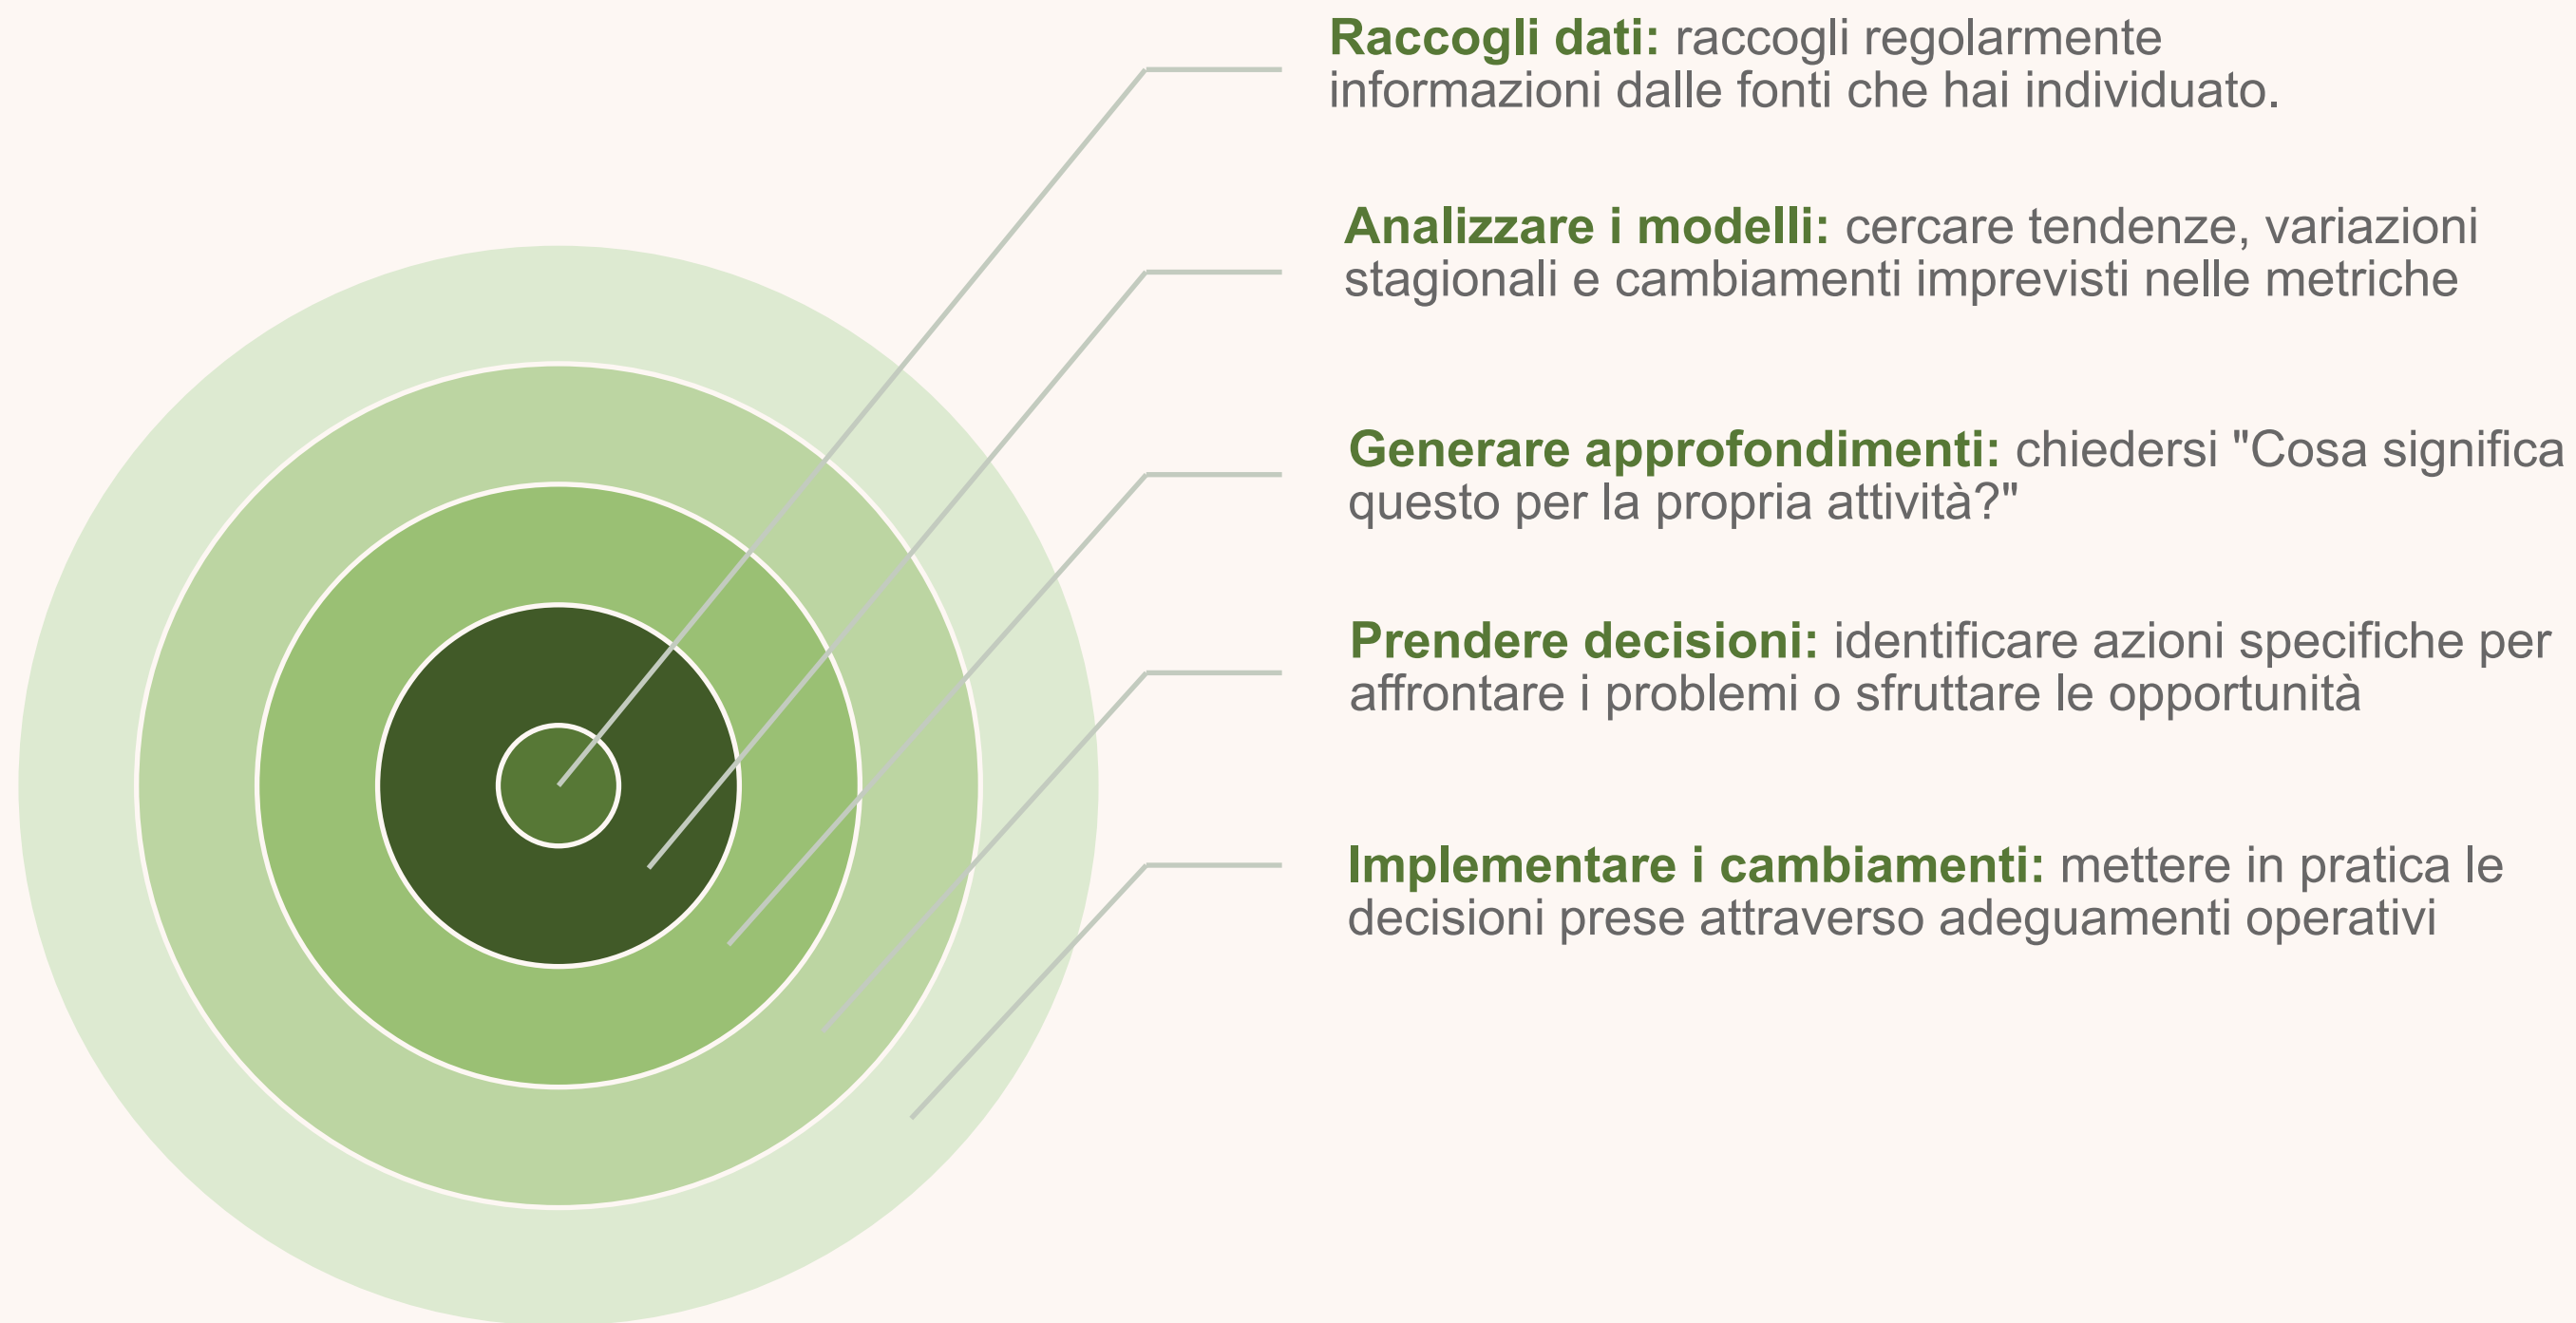 Raccogli dati: raccogli regolarmente
informazioni dalle fonti che hai individuato.
Analizzare i modelli: cercare tendenze, variazioni
stagionali e cambiamenti imprevisti nelle metriche
Generare approfondimenti: chiedersi "Cosa significa
questo per la propria attività?"
Prendere decisioni: identificare azioni specifiche per
affrontare i problemi o sfruttare le opportunità
Implementare i cambiamenti: mettere in pratica le
decisioni prese attraverso adeguamenti operativi